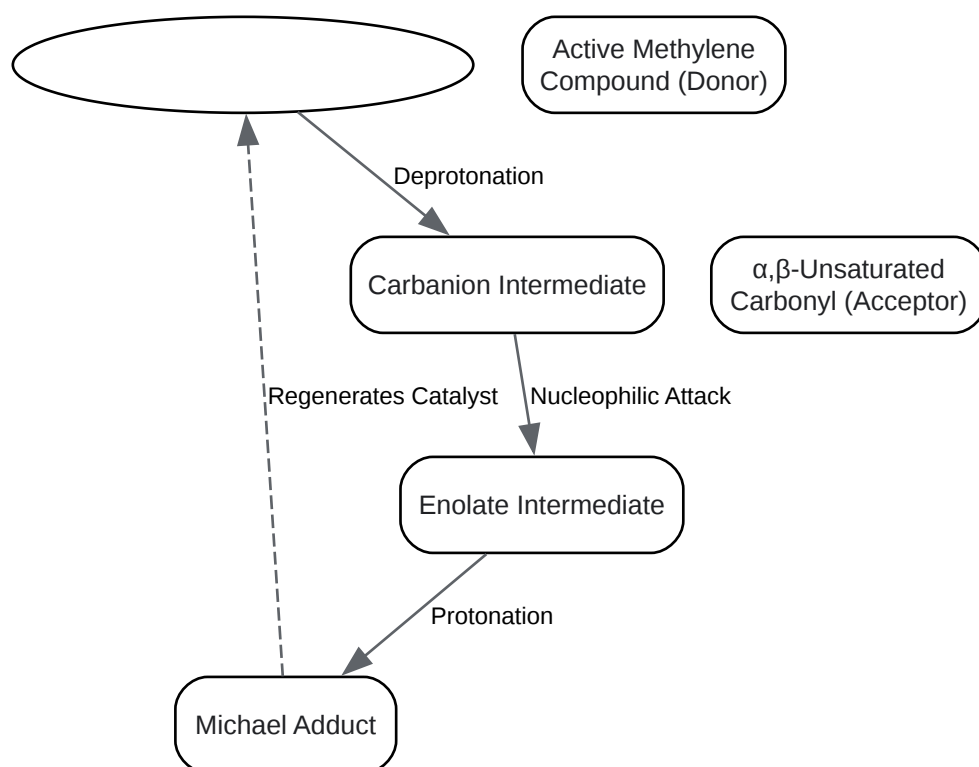 Active Methylene
Compound (Donor)
Deprotonation
Carbanion Intermediate
α,β-Unsaturated
Carbonyl (Acceptor)
Regenerates Catalyst
Nucleophilic Attack
Enolate Intermediate
Protonation
Michael Adduct